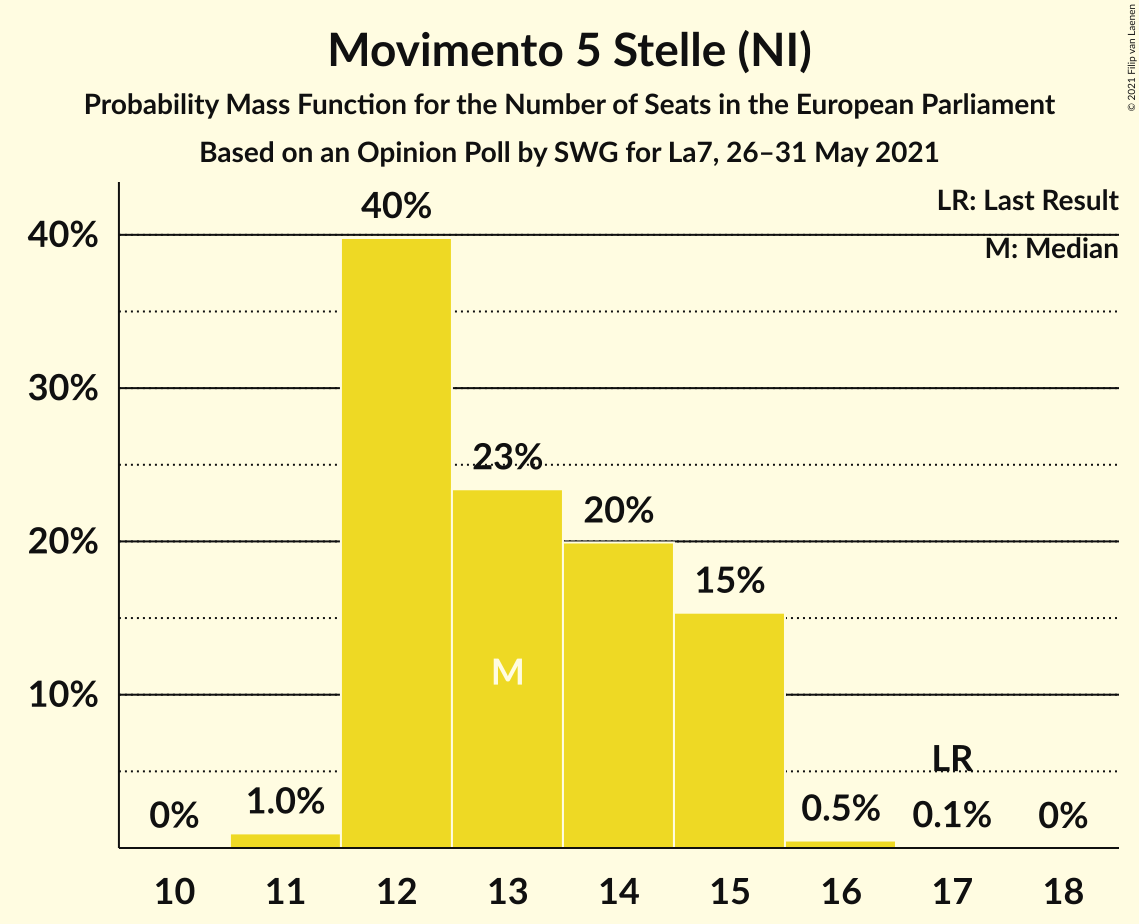 Movimento 5 Stelle (NI)
Probability Mass Function for the Number of Seats in the European Parliament
Based on an Opinion Poll by SWG for La7, 26–31 May 2021
© 2021 Filip van Laenen
LR: Last Result
M: Median
40%
30%
20%
10%
0%
1.0%
40%
23%
20%
15%
0.5%
0.1%
0%
M
LR
10 11 12 13 14 15 16 17 18